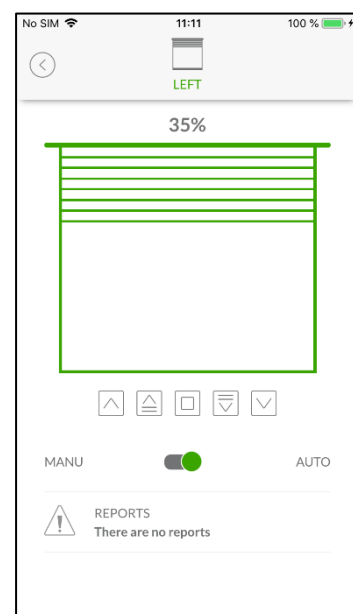 No SIM 11:11 100 %
LEFT
35%
MANU AUTO
REPORTS
There are no reports